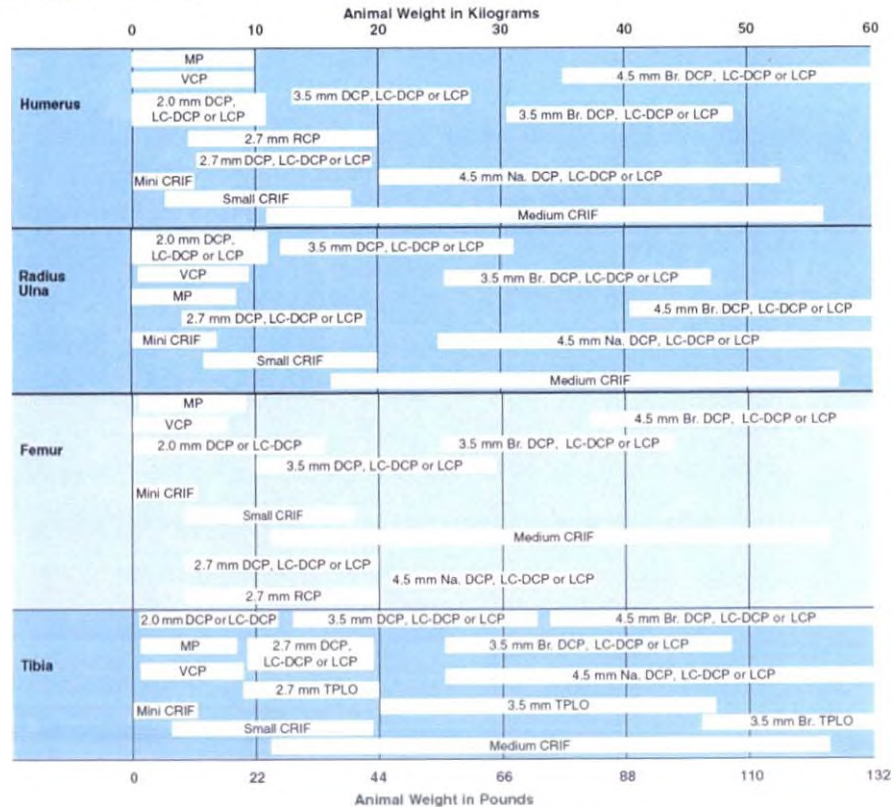 Animal Weight in Kilograms
0 10 20 30 40 50 60
Humerus
MP
VCP
4.5 mm Br. DCP, LC-DCP or LCP
2.0 mm DCP,
LC-DCP or LCP
3.5 mm DCP, LC-DCP or LCP
3.5 mm Br. DCP, LC-DCP or LCP
2.7 mm RCP
2.7 mm DCP, LC-DCP or LCP
Mini CRIF
4.5 mm Na. DCP, LC-DCP or LCP
Small CRIF
Medium CRIF
Radius
Ulna
2.0 mm DCP,
LC-DCP or LCP
3.5 mm DCP, LC-DCP or LCP
VCP
3.5 mm Br. DCP, LC-DCP or LCP
MP
4.5 mm Br. DCP, LC-DCP or LCP
2.7 mm DCP, LC-DCP or LCP
Mini CRIF
4.5 mm Na. DCP, LC-DCP or LCP
Small CRIF
Medium CRIF
Femur
MP
4.5 mm Br. DCP, LC-DCP or LCP
VCP
2.0 mm DCP or LC-DCP
3.5 mm Br. DCP, LC-DCP or LCP
3.5 mm DCP, LC-DCP or LCP
Mini CRIF
Small CRIF
Medium CRIF
2.7 mm DCP, LC-DCP or LCP
4.5 mm Na. DCP, LC-DCP or LCP
2.7 mm RCP
Tibia
2.0 mm DCP or LC-DCP
3.5 mm DCP, LC-DCP or LCP
4.5 mm Br. DCP, LC-DCP or LCP
MP
2.7 mm DCP,
LC-DCP or LCP
3.5 mm Br. DCP, LC-DCP or LCP
VCP
4.5 mm Na. DCP, LC-DCP or LCP
2.7 mm TPLO
Mini CRIF
3.5 mm TPLO
3.5 mm Br. TPLO
Small CRIF
Medium CRIF
0 22 44 66 88 110 132
Animal Weight in Pounds